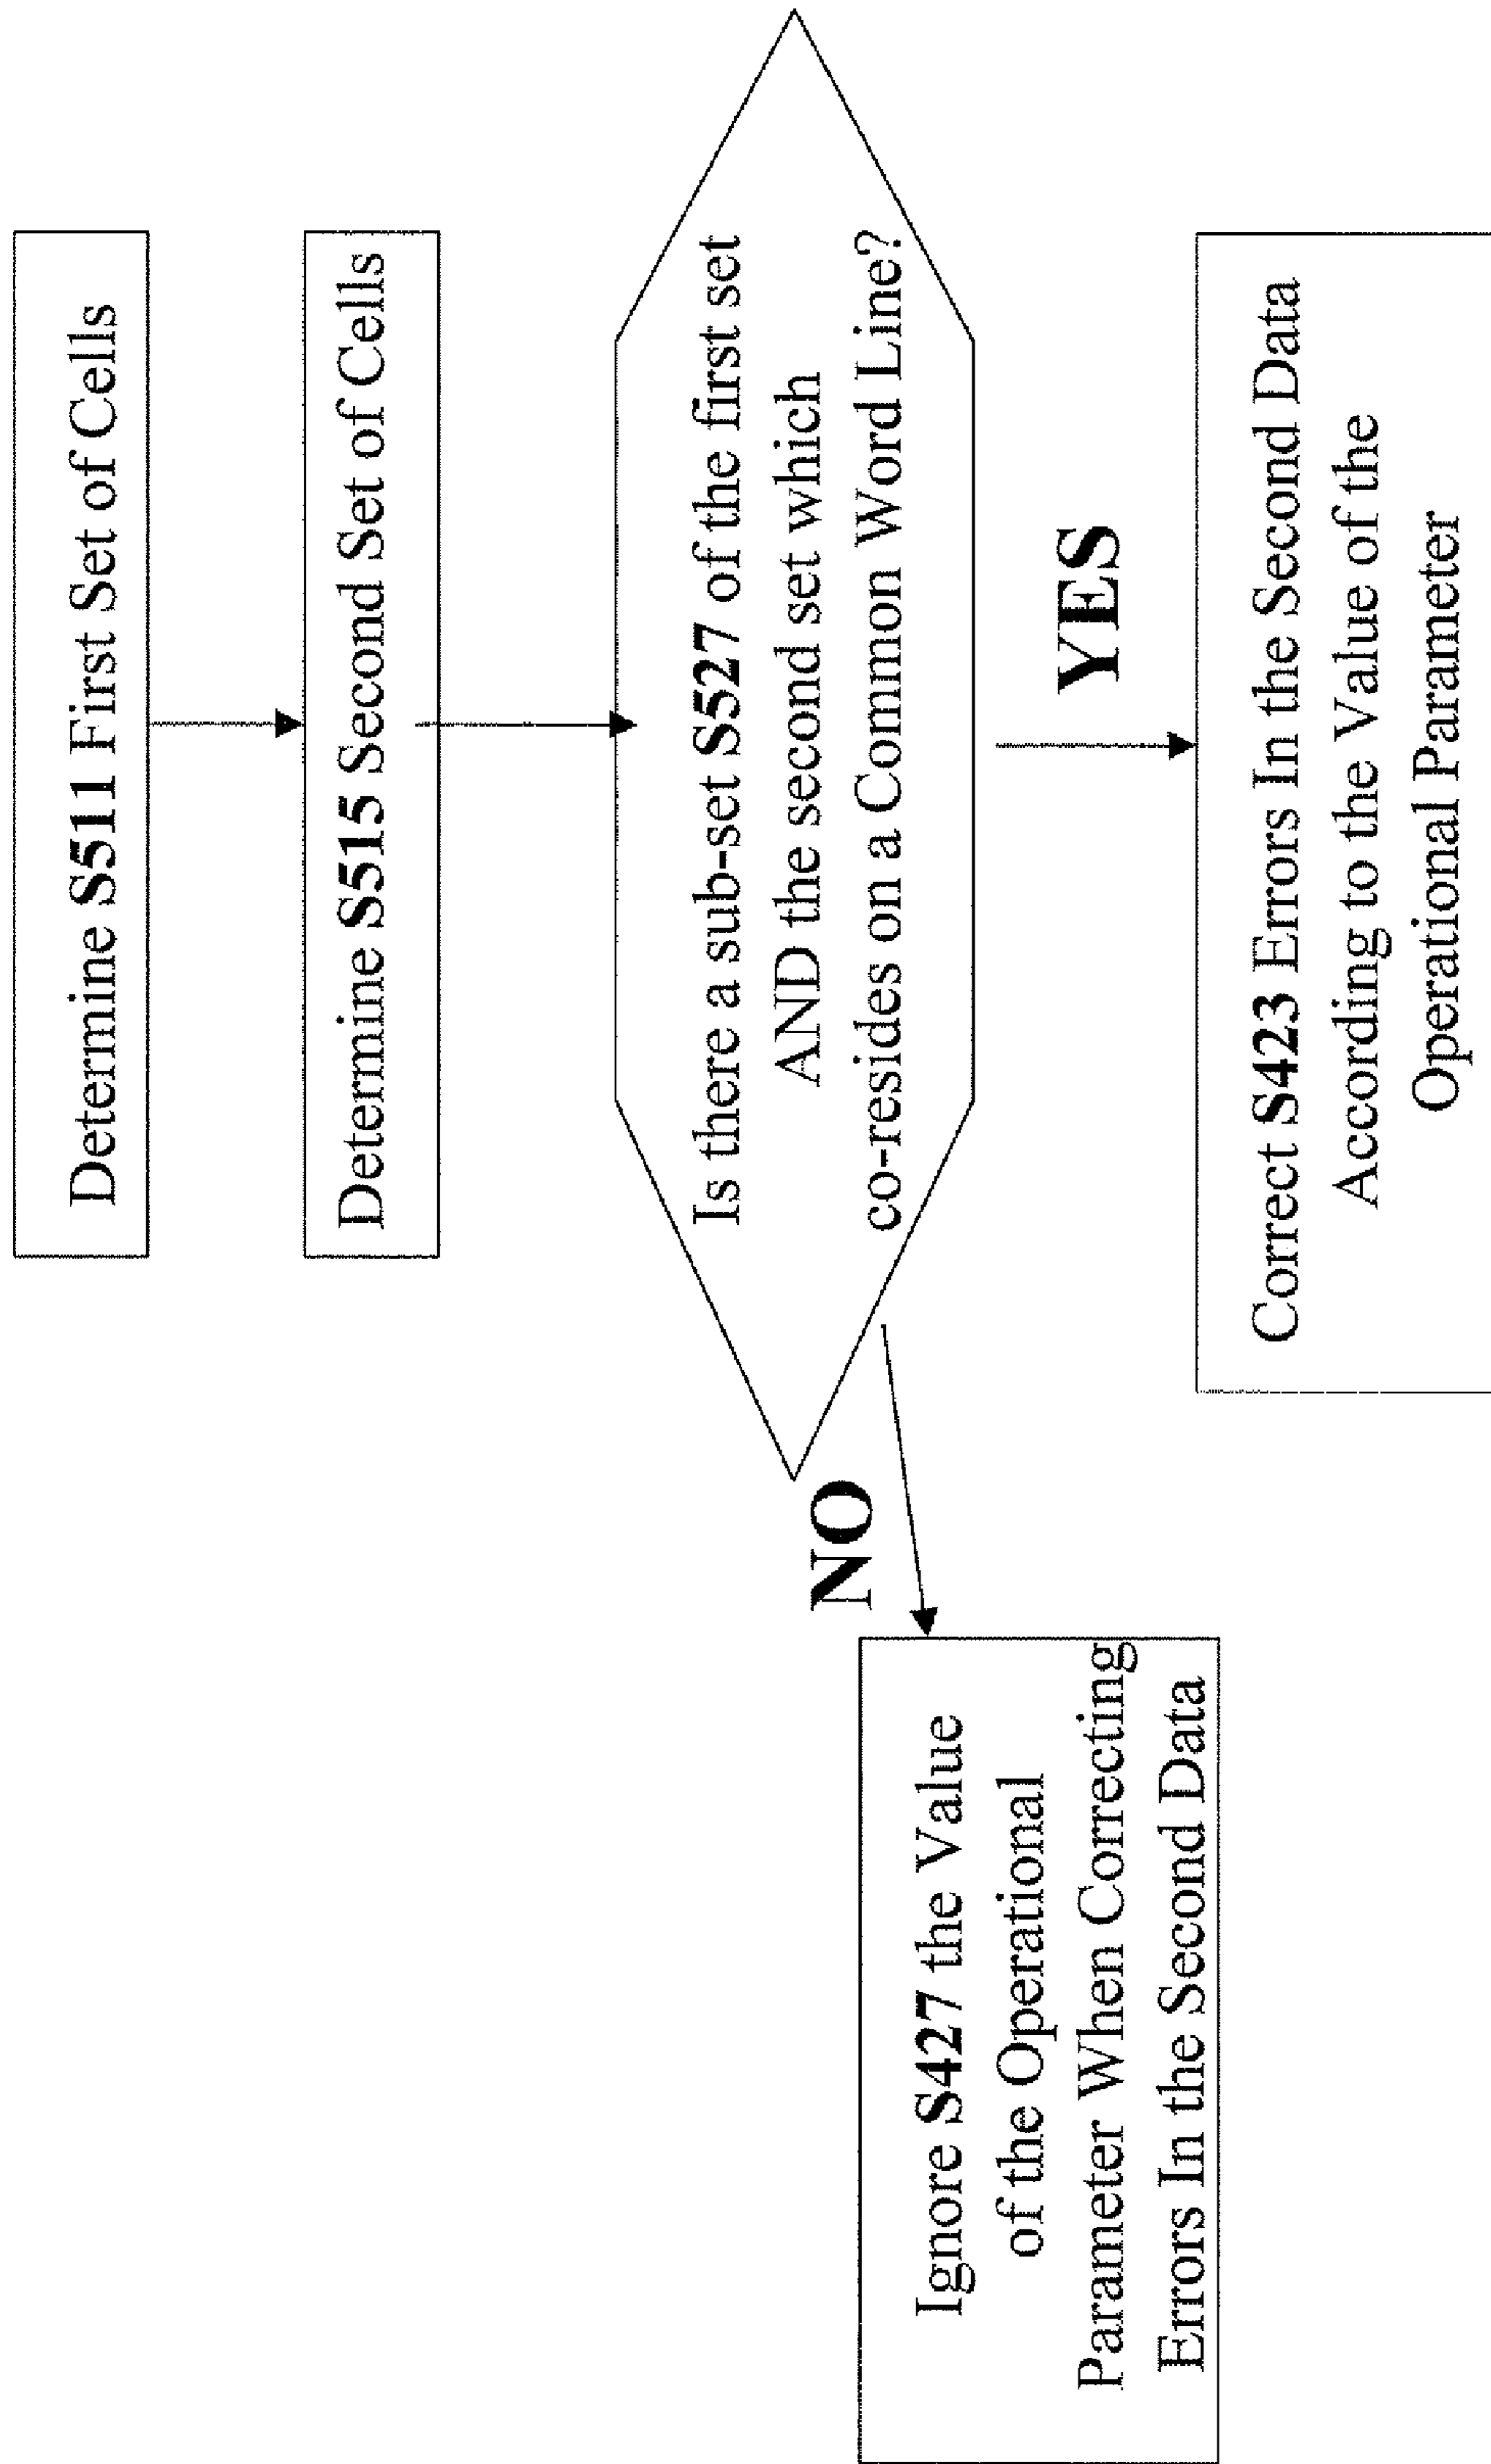 Determine S511 First Set of Cells
Determine S515 Second Set of Cells
Is there a sub-set S527 of the first set
AND the second set which
co-resides on a Common Word Line?
NO
YES
Ignore S427 the Value
of the Operational
Parameter When Correcting
Errors In the Second Data
Correct S423 Errors In the Second Data
According to the Value of the
Operational Parameter